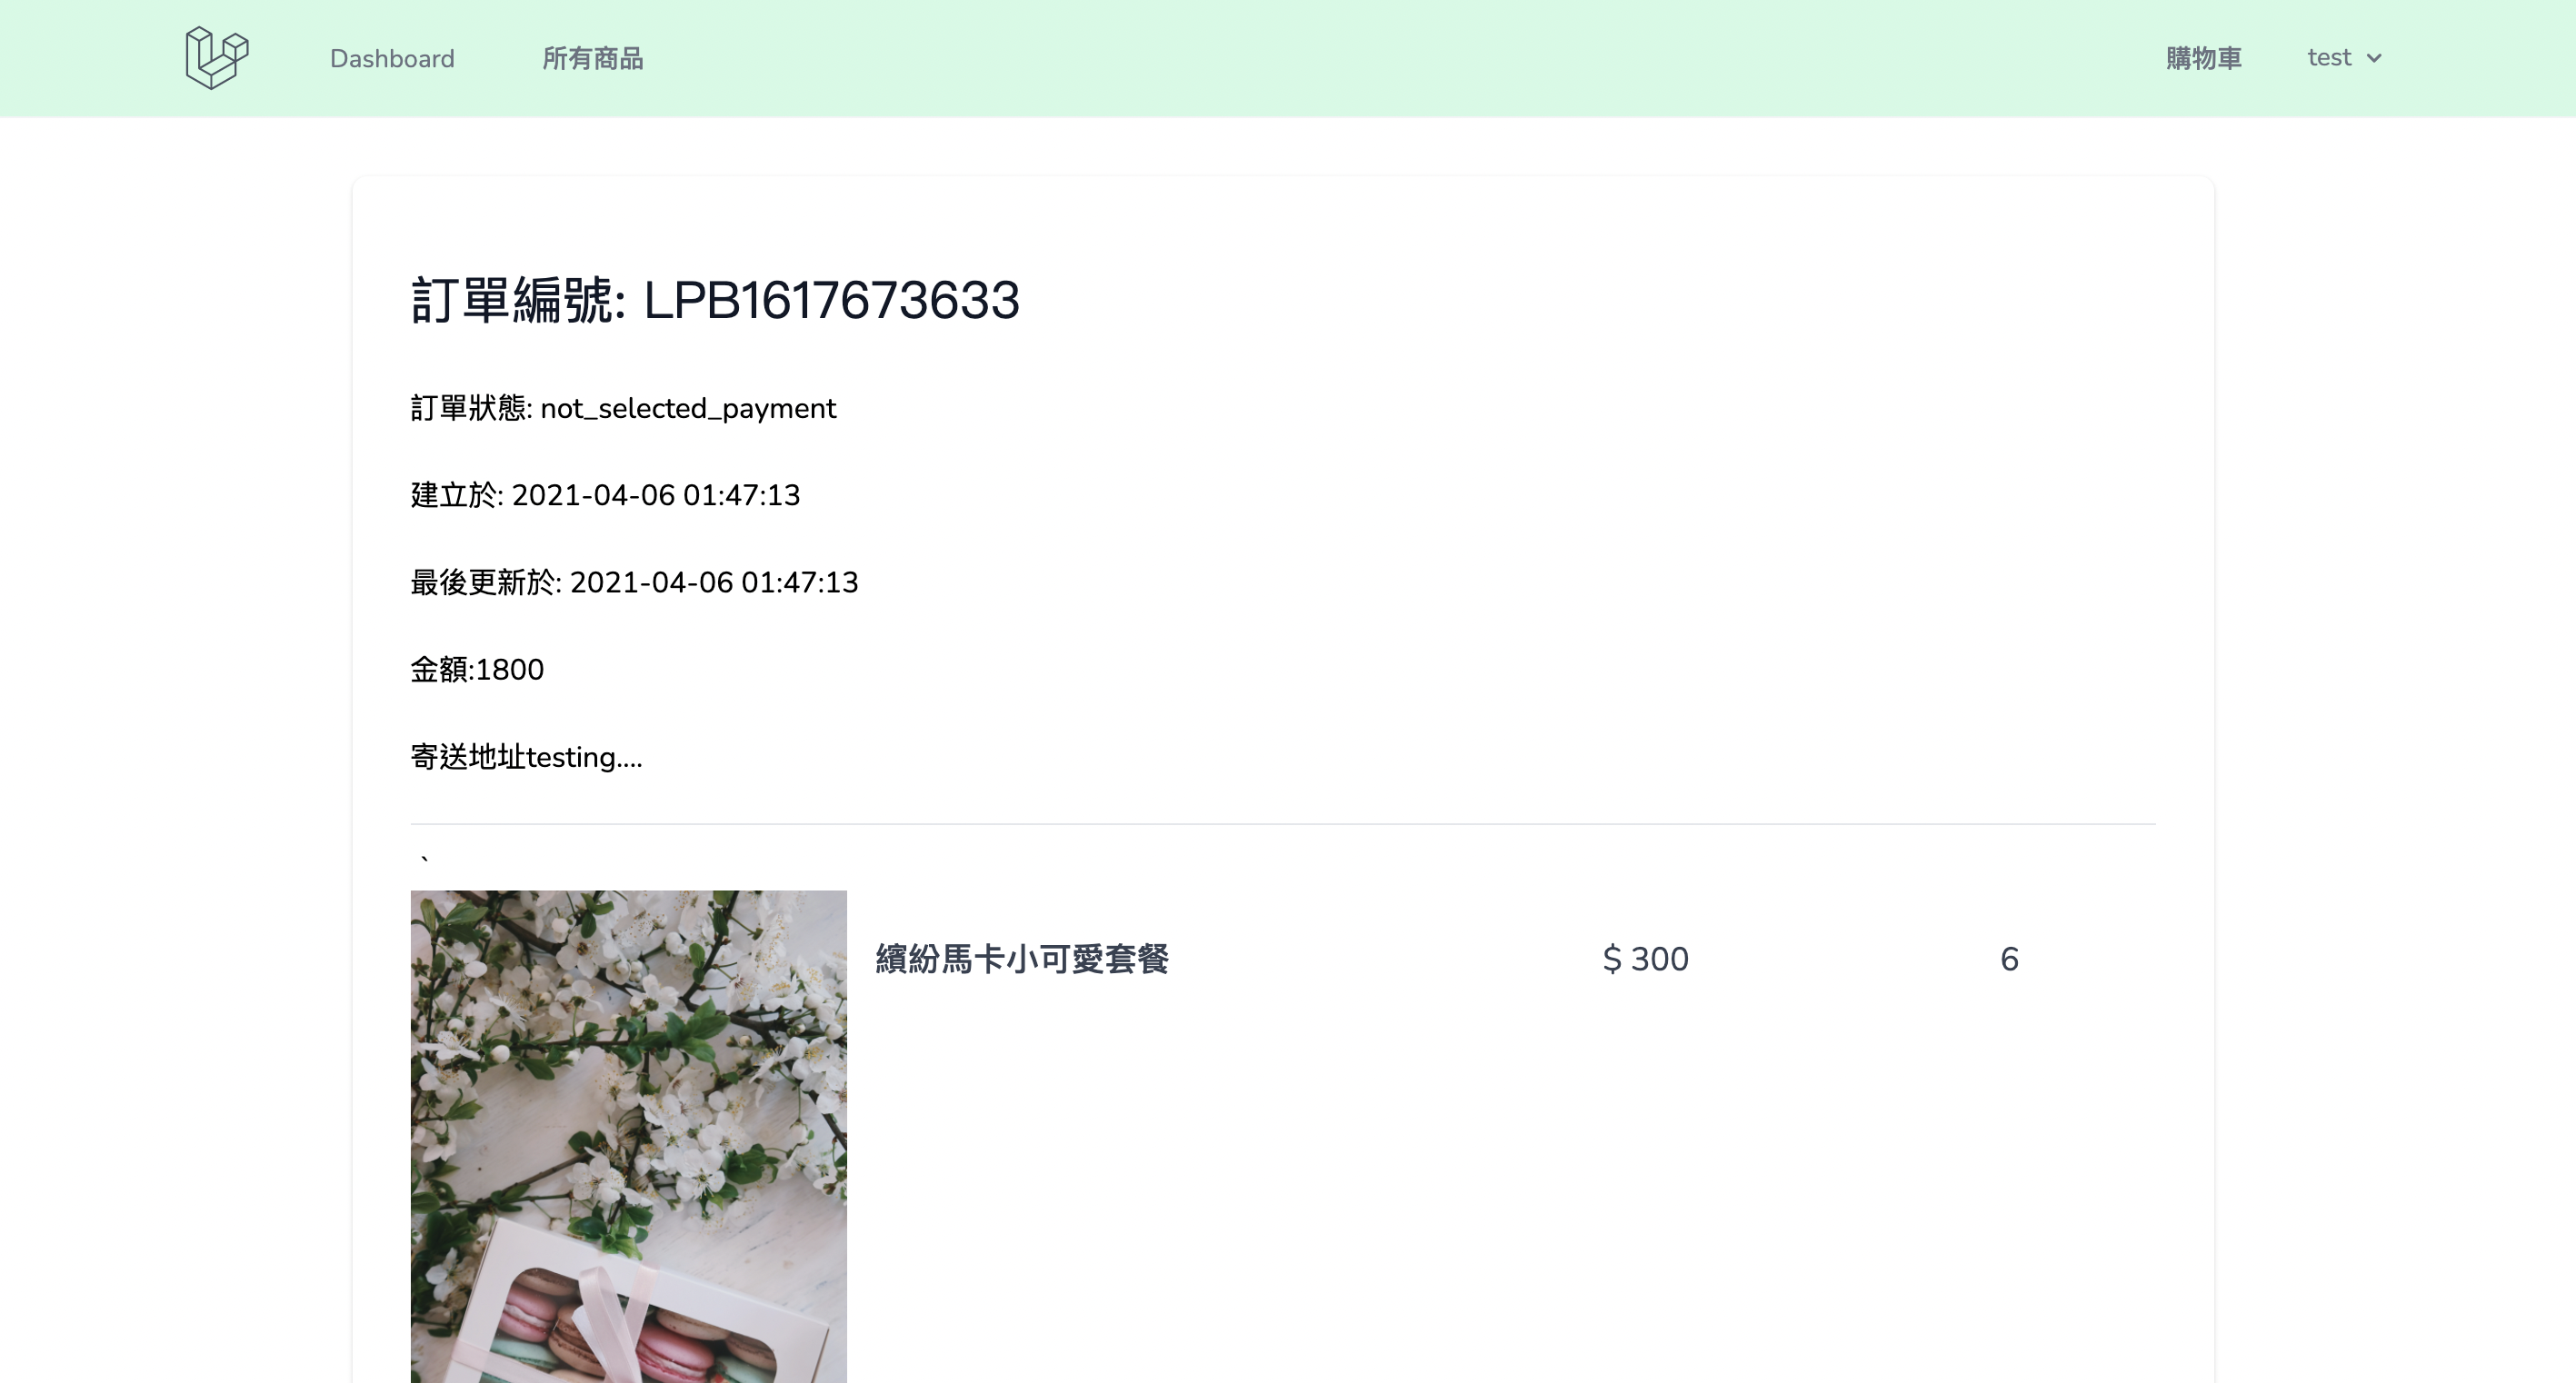 Dashboard 所有商品 購物車 test
訂單編號: LPB1617673633
訂單狀態: not_selected_payment
建立於: 2021-04-06 01:47:13
最後更新於: 2021-04-06 01:47:13
金額:1800
寄送地址testing....
、
繽紛馬卡小可愛套餐 $ 300 6